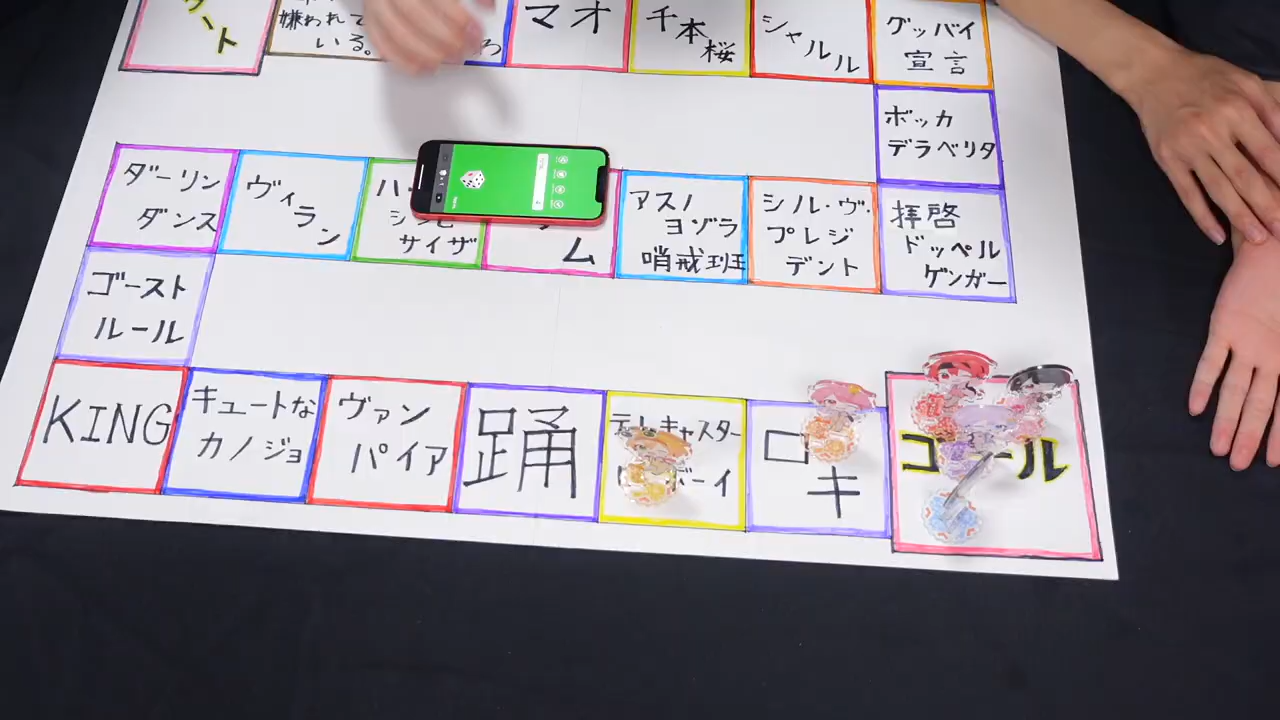 嫌われて
いる。
マオ
千本
桜
シャルル
グッバイ
宣言
ボッカ
デラベリタ
ダーリン
ダンス
ヴィ
ラン
サイザ
ム
アスノ
ヨゾラ
哨戒班
シル・ヴ・
プレジ
デント
拝啓
ドッペル
ゲンガー
ゴースト
ルール
KING
キュートな
カノジョ
ヴァン
パイア
踊
テレキャスター
ーイ
ロ
キ
ゴール